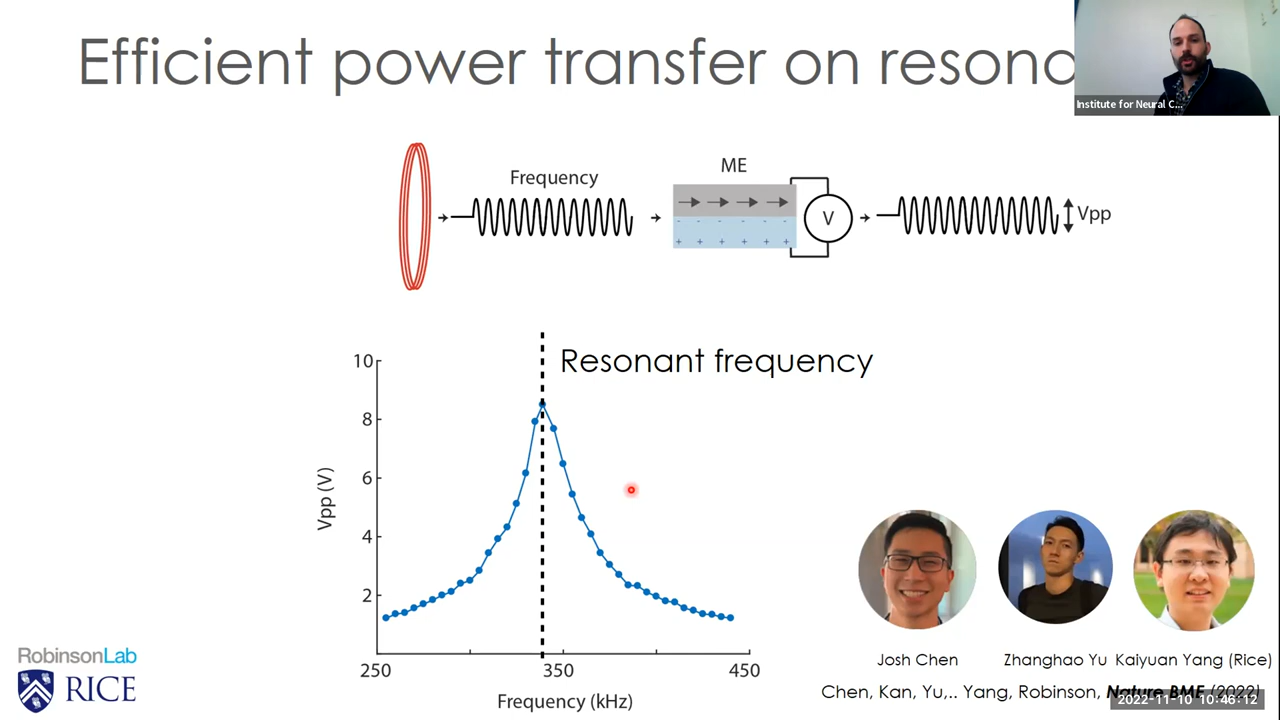 Efficient power transfer on resona
Institute for Neural C...
Frequency
ME
V
Vpp
- - - - - -
+ + + + + +
Resonant frequency
10
8
6
4
2
Vpp (V)
250
350
450
Frequency (kHz)
Josh Chen
Zhanghao Yu
Kaiyuan Yang (Rice)
Chen, Kan, Yu,.. Yang, Robinson, Nature BME (2022)
2022-11-10 10:46:12
RobinsonLab
RICE